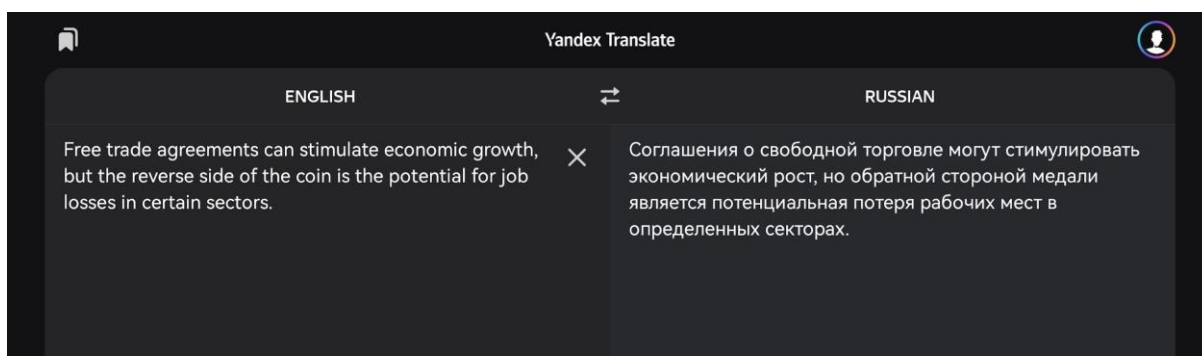 Yandex Translate
ENGLISH
RUSSIAN
Free trade agreements can stimulate economic growth,
but the reverse side of the coin is the potential for job
losses in certain sectors.
Соглашения о свободной торговле могут стимулировать
экономический рост, но обратной стороной медали
является потенциальная потеря рабочих мест в
определенных секторах.